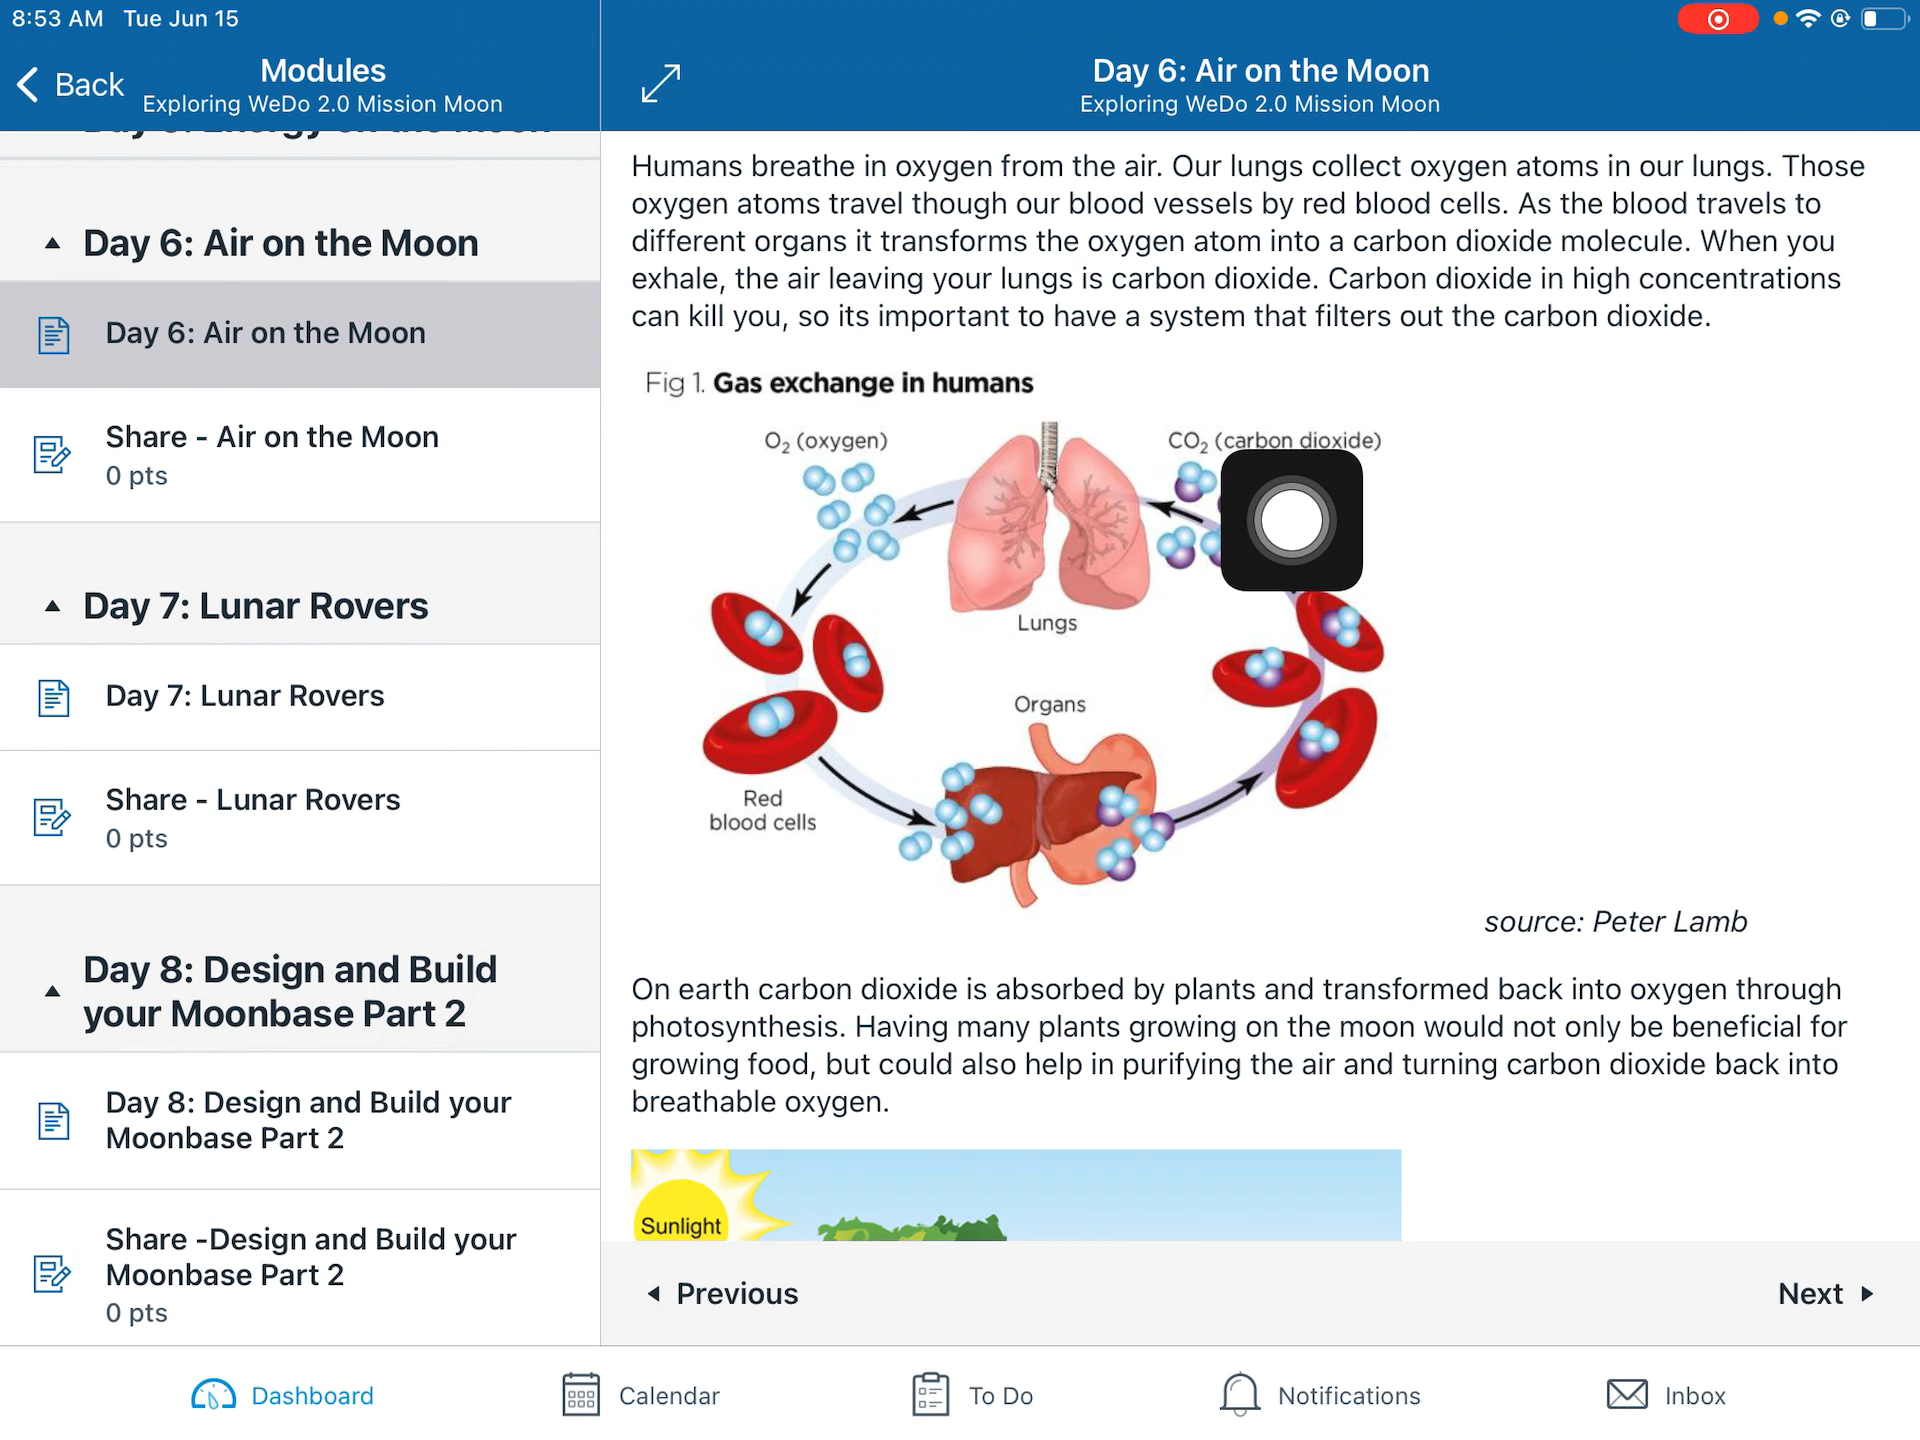 8:53 AM Tue Jun 15
Back
Modules
Exploring WeDo 2.0 Mission Moon
Day 6: Air on the Moon
Day 6: Air on the Moon
Share - Air on the Moon
0 pts
Day 7: Lunar Rovers
Day 7: Lunar Rovers
Share - Lunar Rovers
0 pts
Day 8: Design and Build
your Moonbase Part 2
Day 8: Design and Build your
Moonbase Part 2
Share -Design and Build your
Moonbase Part 2
0 pts
Day 6: Air on the Moon
Exploring WeDo 2.0 Mission Moon
Humans breathe in oxygen from the air. Our lungs collect oxygen atoms in our lungs. Those
oxygen atoms travel though our blood vessels by red blood cells. As the blood travels to
different organs it transforms the oxygen atom into a carbon dioxide molecule. When you
exhale, the air leaving your lungs is carbon dioxide. Carbon dioxide in high concentrations
can kill you, so its important to have a system that filters out the carbon dioxide.
Fig 1. Gas exchange in humans
O₂ (oxygen)
CO₂ (carbon dioxide)
Lungs
Organs
Red
blood cells
source: Peter Lamb
On earth carbon dioxide is absorbed by plants and transformed back into oxygen through
photosynthesis. Having many plants growing on the moon would not only be beneficial for
growing food, but could also help in purifying the air and turning carbon dioxide back into
breathable oxygen.
Sunlight
Previous
Next
Dashboard
Calendar
To Do
Notifications
Inbox